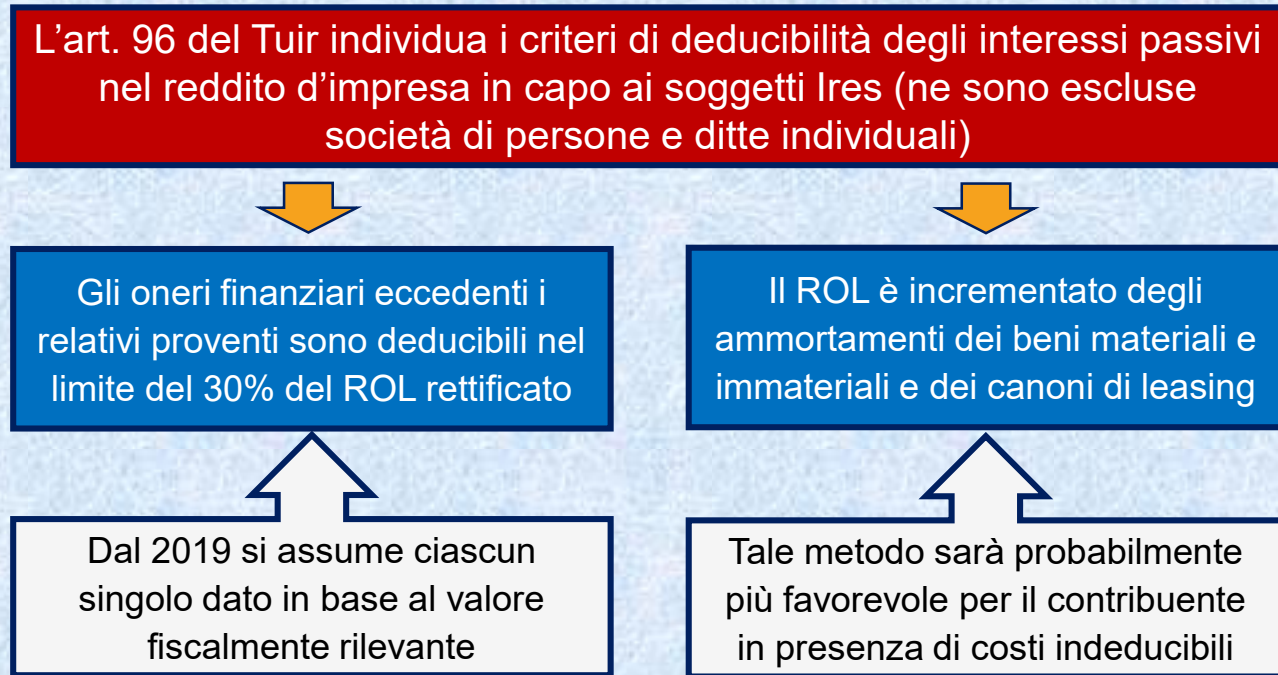 L’art. 96 del Tuir individua i criteri di deducibilità degli interessi passivi
nel reddito d’impresa in capo ai soggetti Ires (ne sono escluse
società di persone e ditte individuali)
Gli oneri finanziari eccedenti i
relativi proventi sono deducibili nel
limite del 30% del ROL rettificato
Il ROL è incrementato degli
ammortamenti dei beni materiali e
immateriali e dei canoni di leasing
Dal 2019 si assume ciascun
singolo dato in base al valore
fiscalmente rilevante
Tale metodo sarà probabilmente
più favorevole per il contribuente
in presenza di costi indeducibili